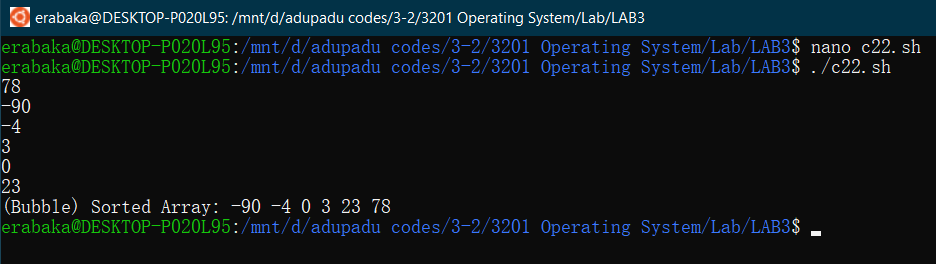 erabaka@DESKTOP-P020L95: /mnt/d/adupadu codes/3-2/3201 Operating System/Lab/LAB3
erabaka@DESKTOP-P020L95:/mnt/d/adupadu codes/3-2/3201 Operating System/Lab/LAB3$ nano c22.sh
erabaka@DESKTOP-P020L95:/mnt/d/adupadu codes/3-2/3201 Operating System/Lab/LAB3$ ./c22.sh
78
-90
-4
3
0
23
(Bubble) Sorted Array: -90 -4 0 3 23 78
erabaka@DESKTOP-P020L95:/mnt/d/adupadu codes/3-2/3201 Operating System/Lab/LAB3$